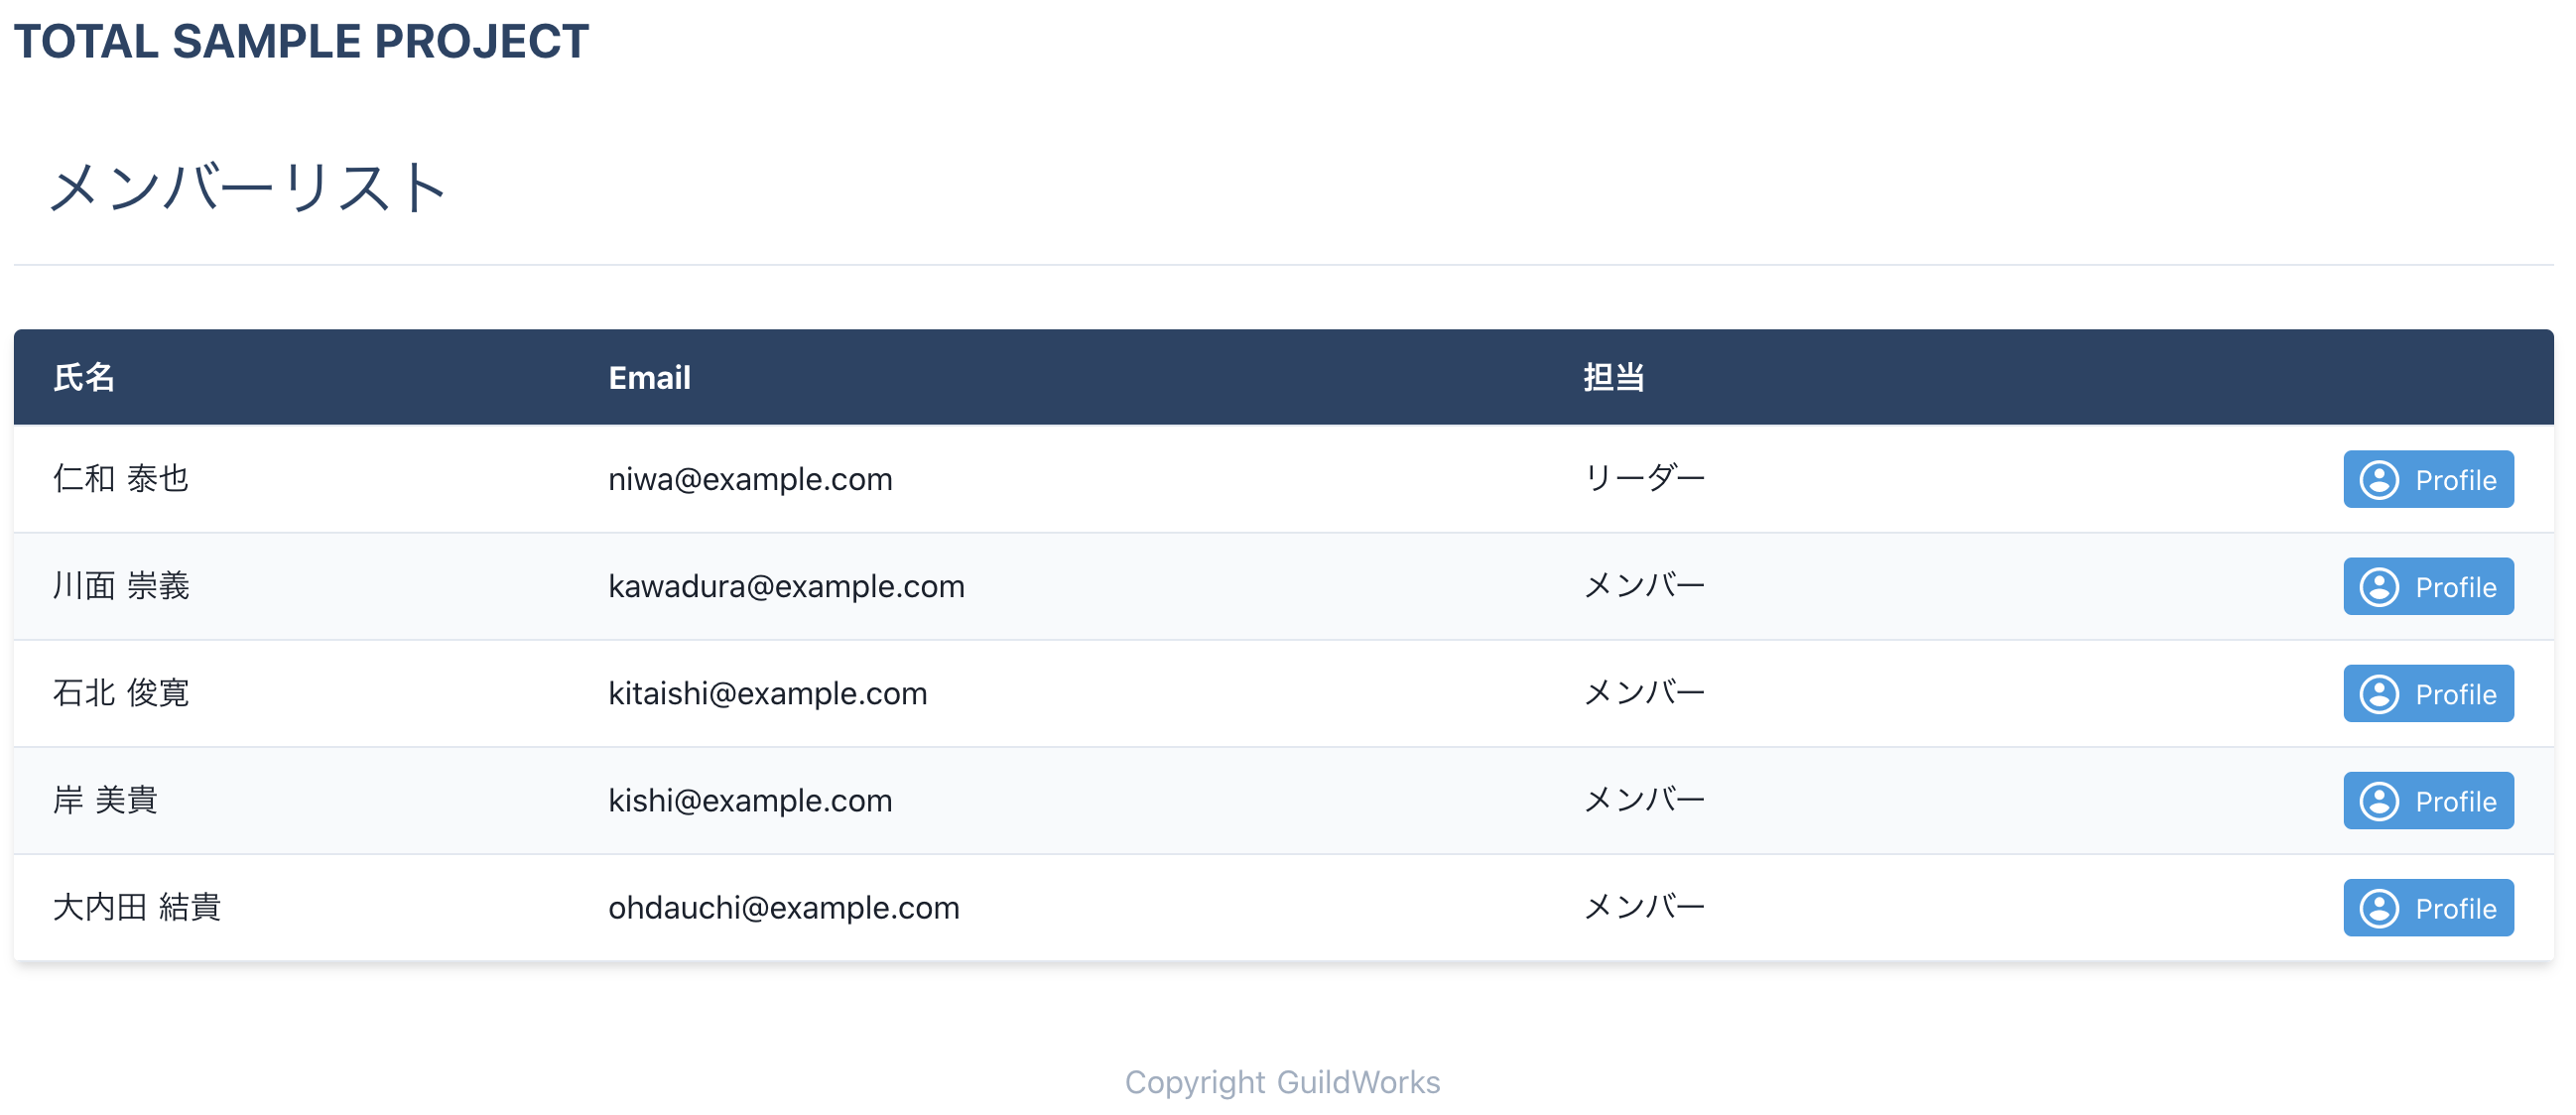 TOTAL SAMPLE PROJECT
メンバーリスト
氏名 Email 担当
仁和 泰也 niwa@example.com リーダー Profile
川面 崇義 kawadura@example.com メンバー Profile
石北 俊寛 kitaishi@example.com メンバー Profile
岸 美貴 kishi@example.com メンバー Profile
大内田 結貴 ohdauchi@example.com メンバー Profile
Copyright GuildWorks